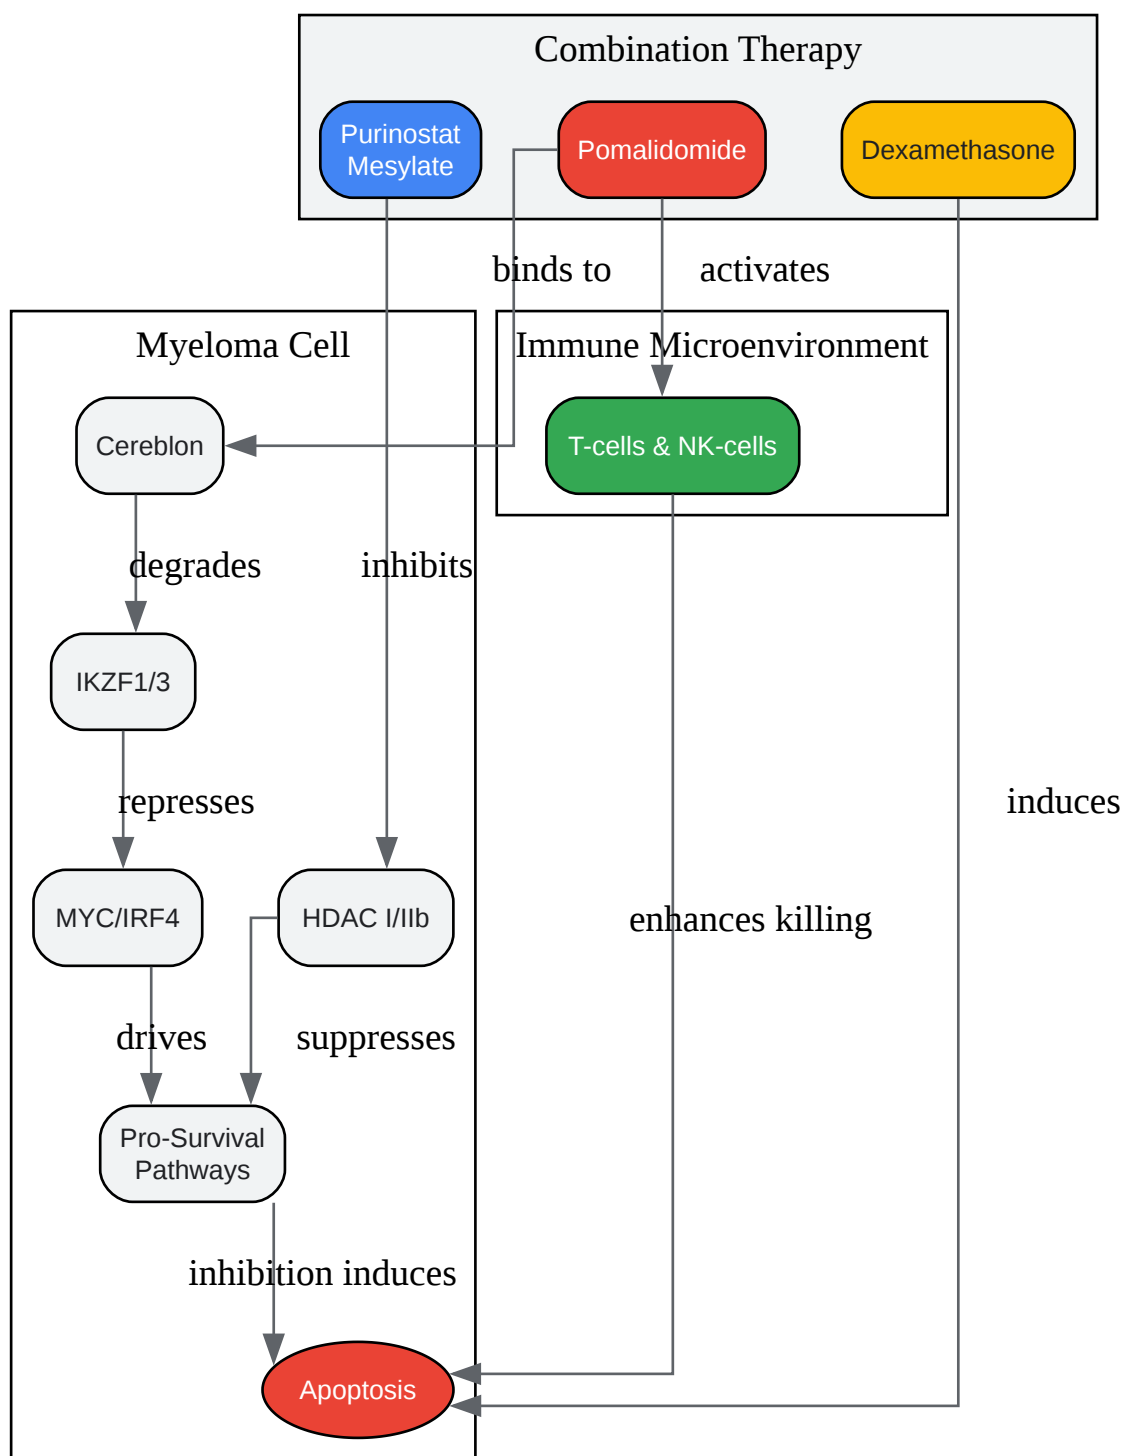 Combination Therapy
Purinostat
Mesylate
Pomalidomide
Dexamethasone
binds to
activates
Myeloma Cell
Immune Microenvironment
Cereblon
T-cells & NK-cells
degrades
inhibits
IKZF1/3
represses
induces
MYC/IRF4
HDAC I/IIb
enhances killing
drives
suppresses
Pro-Survival
Pathways
inhibition induces
Apoptosis